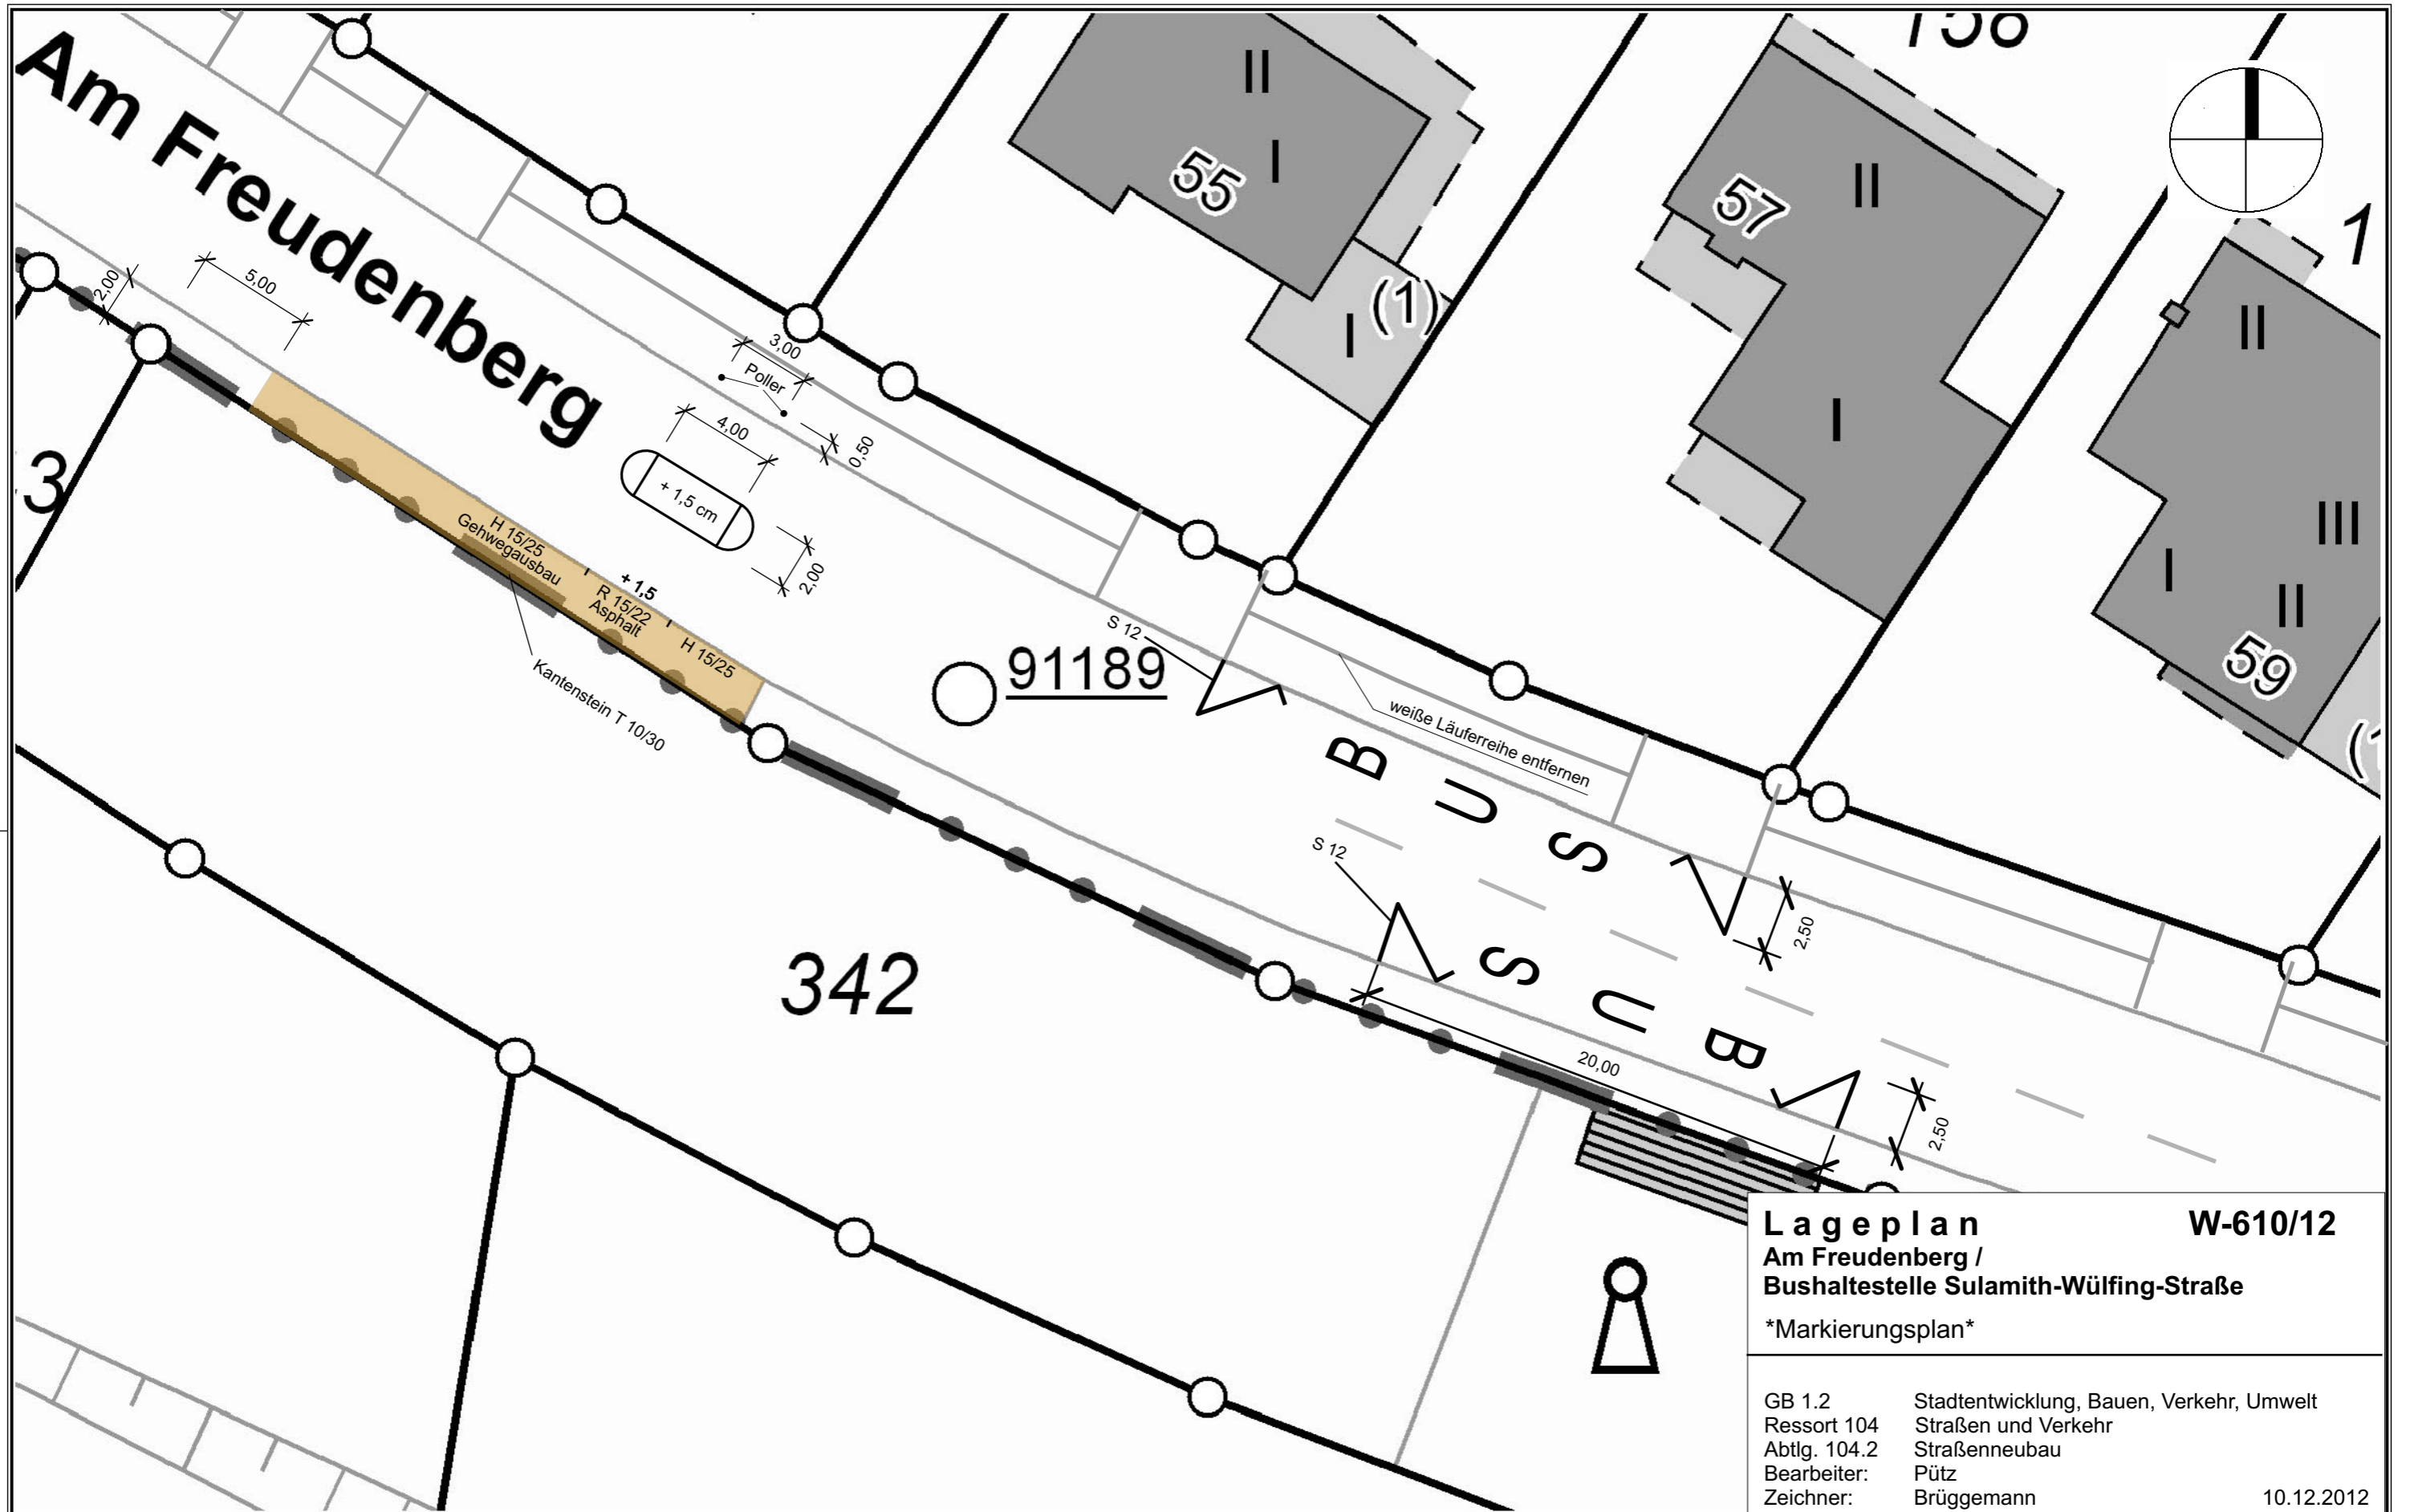 Am Freudenberg
II
I
55
(1)
I
57
II
I
II
III
I
II
59
1
2,00
5,00
3,00
Poller
4,00
0,50
+ 1,5 cm
2,00
H 15/25
Gehwegausbau
+ 1,5
R 15/22
Asphalt
H 15/25
Kantenstein T 10/30
91189
S 12
weiße Läuferreihe entfernen
BUS
S 12
2,50
BUS
20,00
2,50
342
Lageplan W-610/12
Am Freudenberg /
Bushaltestelle Sulamith-Wülfing-Straße
*Markierungsplan*
GB 1.2 Stadtentwicklung, Bauen, Verkehr, Umwelt
Ressort 104 Straßen und Verkehr
Abtlg. 104.2 Straßenneubau
Bearbeiter: Pütz
Zeichner: Brüggemann 10.12.2012